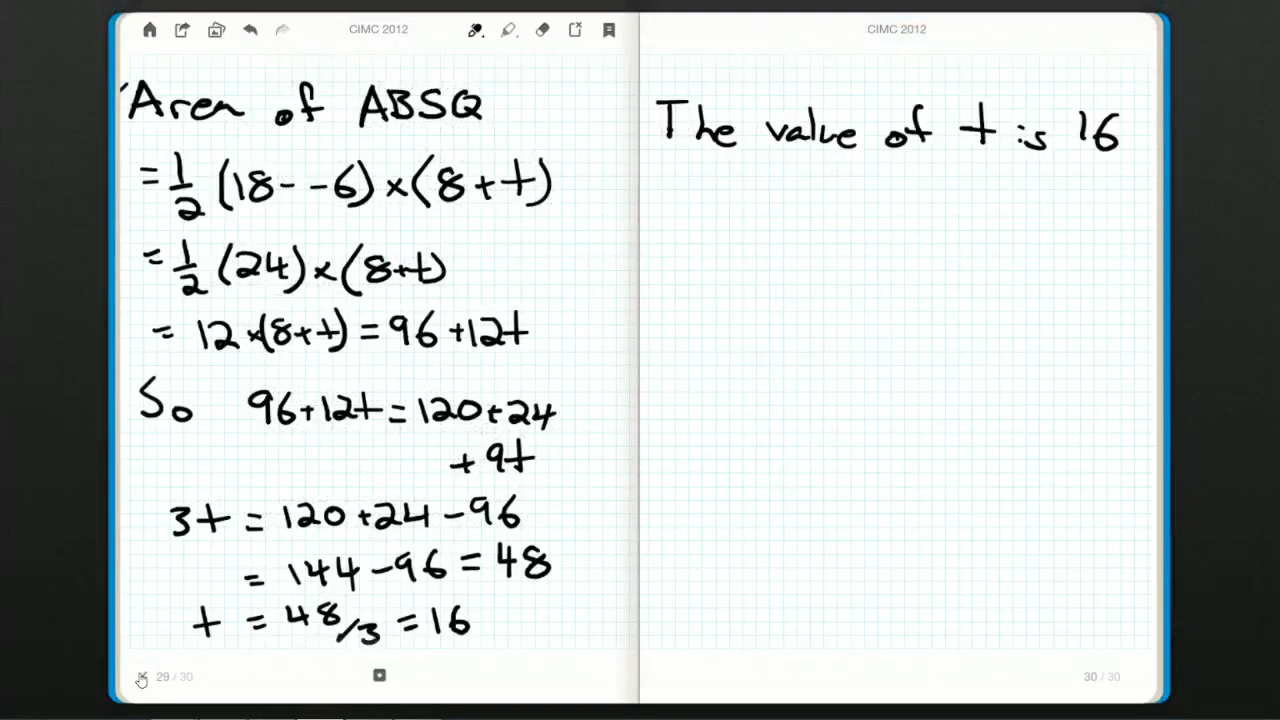 CIMC 2012
Area of ABSQ
= 1/2 (18 - -6) × (8 + t)
= 1/2 (24) × (8+t)
= 12 × (8+t) = 96 + 12t
So 96+12t = 120+24
+ 9t
3t = 120 + 24 - 96
= 144 - 96 = 48
t = 48/3 = 16
29 / 30
CIMC 2012
The value of t is 16
30 / 30